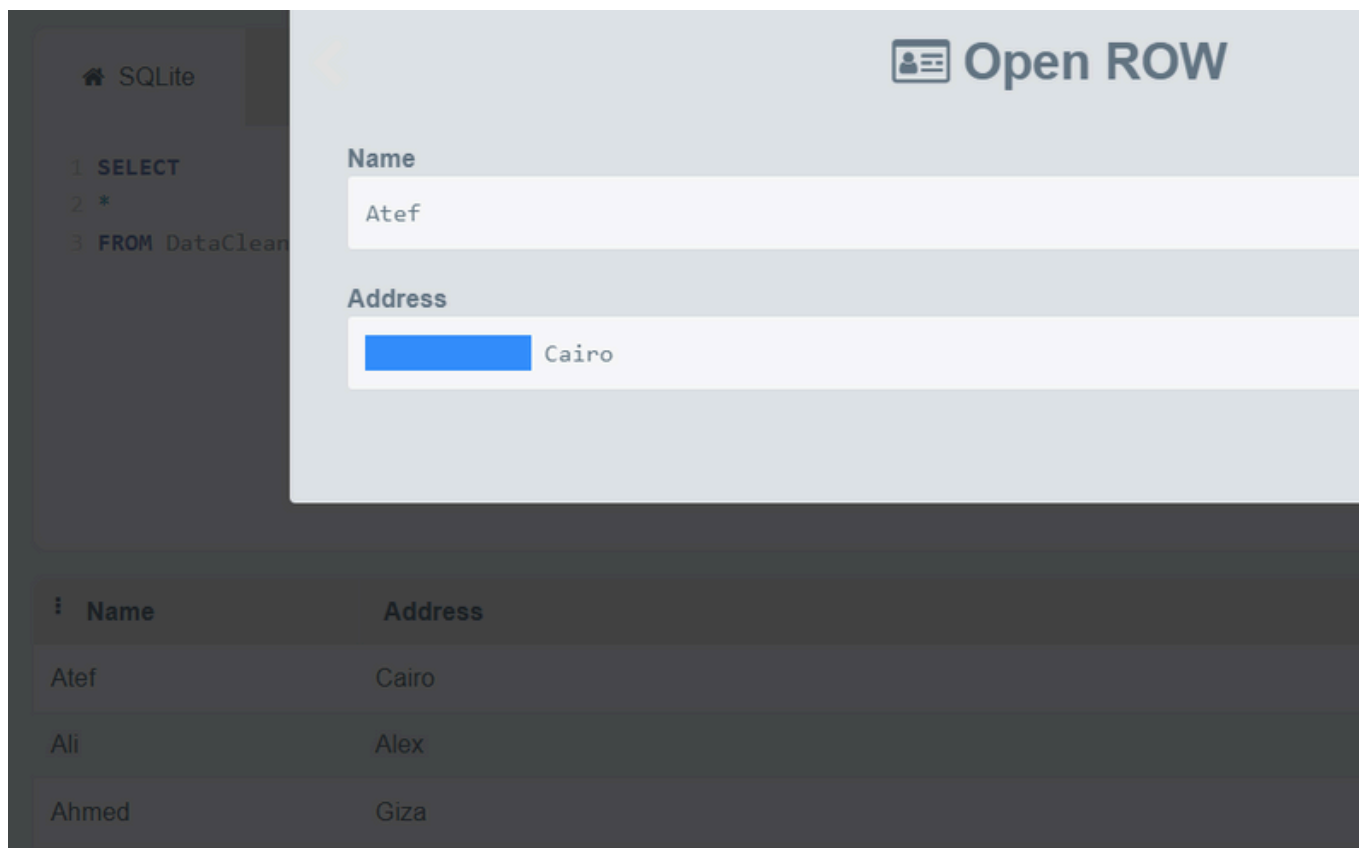 SQLite
1 SELECT
2 *
3 FROM DataClean
Open ROW
Name
Atef
Address
Cairo
Name Address
Atef Cairo
Ali Alex
Ahmed Giza